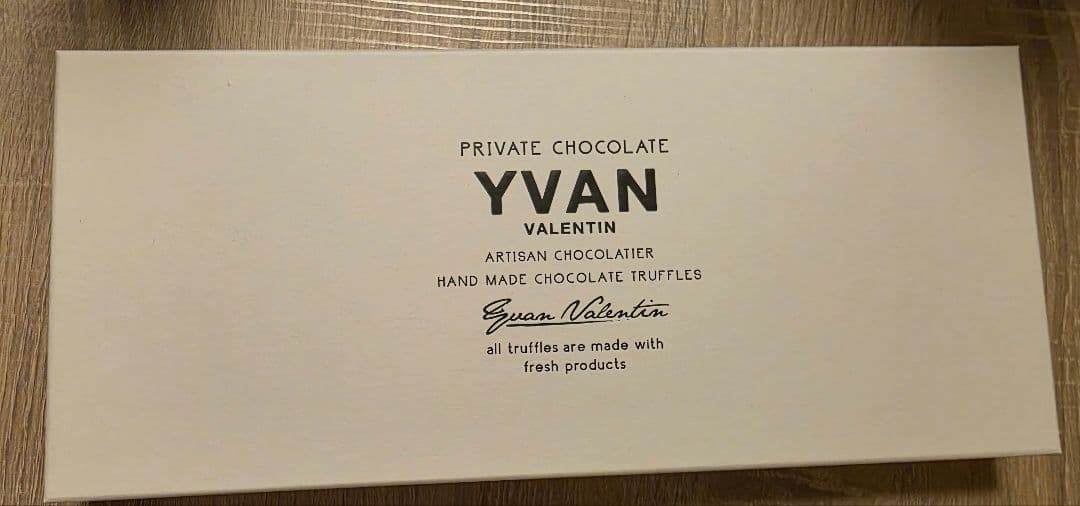 PRIVATE CHOCOLATE
YVAN
VALENTIN
ARTISAN CHOCOLATIER
HAND MADE CHOCOLATE TRUFFLES
Yvan Valentin
all truffles are made with
fresh products